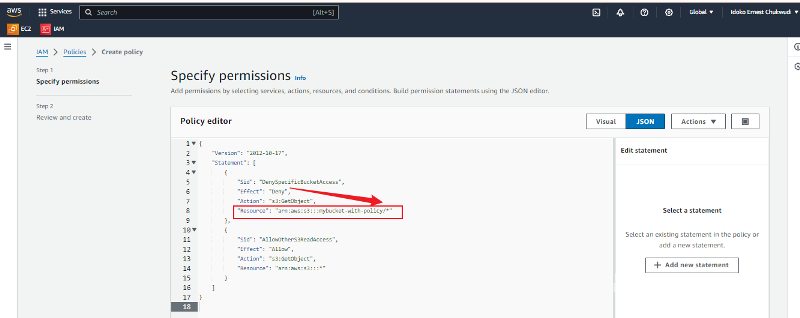 aws Services Search [Alt+S] Global Idoko Ernest Chukwudi
EC2 IAM
IAM > Policies > Create policy
Step 1
Specify permissions
Step 2
Review and create
Specify permissions Info
Add permissions by selecting services, actions, resources, and conditions. Build permission statements using the JSON editor.
Policy editor
Visual JSON Actions
1 {
2 "Version": "2012-10-17",
3 "Statement": [
4 {
5 "Sid": "DenySpecificBucketAccess",
6 "Effect": "Deny",
7 "Action": "s3:GetObject",
8 "Resource": "arn:aws:s3:::mybucket-with-policy/*"
9 },
10 {
11 "Sid": "AllowOtherS3ReadAccess",
12 "Effect": "Allow",
13 "Action": "s3:GetObject",
14 "Resource": "arn:aws:s3:::*"
15 }
16 ]
17 }
18
Edit statement
Select a statement
Select an existing statement in the policy or
add a new statement.
+ Add new statement